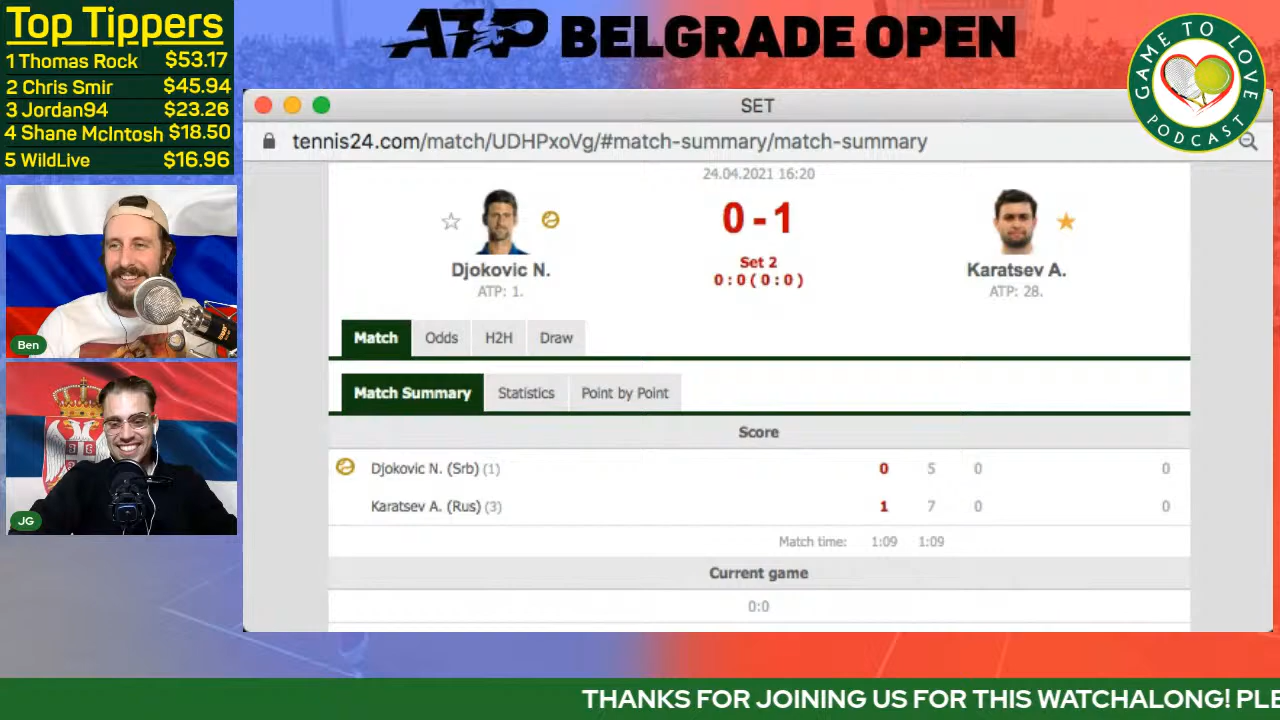 Top Tippers
1 Thomas Rock $53.17
2 Chris Smir $45.94
3 Jordan94 $23.26
4 Shane McIntosh $18.50
5 WildLive $16.96
ATP BELGRADE OPEN
GAME TO LOVE
PODCAST
SET
tennis24.com/match/UDHPxoVg/#match-summary/match-summary
24.04.2021 16:20
0 - 1
Set 2
0 : 0 ( 0 : 0 )
Djokovic N.
ATP: 1.
Karatsev A.
ATP: 28.
Match Odds H2H Draw
Match Summary Statistics Point by Point
Score
Djokovic N. (Srb) (1) 0 5 0 0
Karatsev A. (Rus) (3) 1 7 0 0
Match time: 1:09 1:09
Current game
0:0
Ben
JG
THANKS FOR JOINING US FOR THIS WATCHALONG! PLE